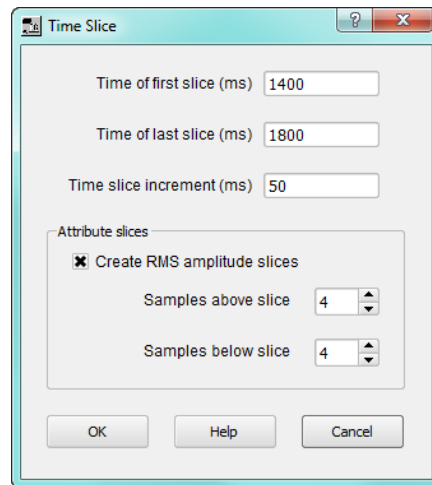 Time Slice
Time of first slice (ms) 1400
Time of last slice (ms) 1800
Time slice increment (ms) 50
Attribute slices
Create RMS amplitude slices
Samples above slice 4
Samples below slice 4
OK Help Cancel